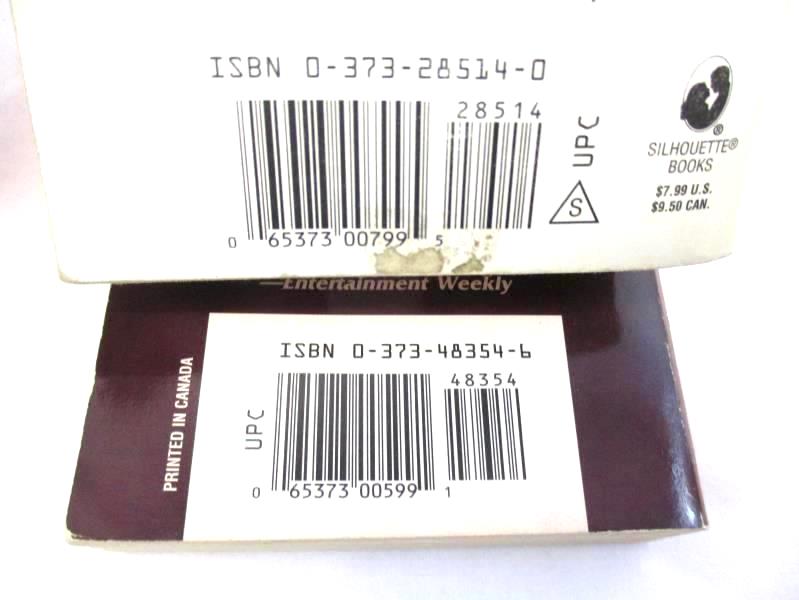 ISBN 0-373-28514-0
28514
0 65373 00799 5
UPC
S
®
SILHOUETTE®
BOOKS
$7.99 U.S.
$9.50 CAN.
—Entertainment Weekly
PRINTED IN CANADA
ISBN 0-373-48354-6
48354
UPC
0 65373 00599 1